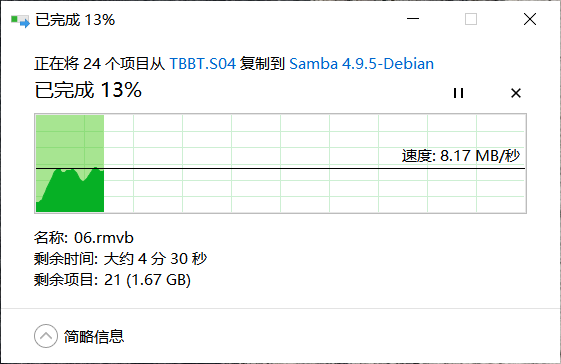 已完成 13%
正在将 24 个项目从 TBBT.S04 复制到 Samba 4.9.5-Debian
已完成 13%
速度: 8.17 MB/秒
名称: 06.rmvb
剩余时间: 大约 4 分 30 秒
剩余项目: 21 (1.67 GB)
简略信息